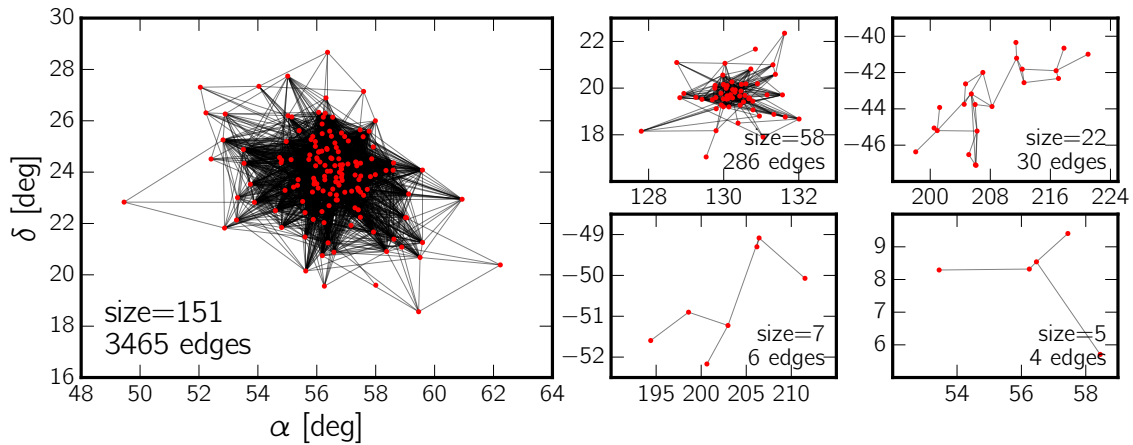 30
28
26
24
22
20
18
16
δ [deg]
size=151
3465 edges
48 50 52 54 56 58 60 62 64
α [deg]
22
20
18
size=58
286 edges
128 130 132
−40
−42
−44
−46
size=22
30 edges
200 208 216 224
−49
−50
−51
−52
size=7
6 edges
195 200 205 210
9
8
7
6
size=5
4 edges
54 56 58